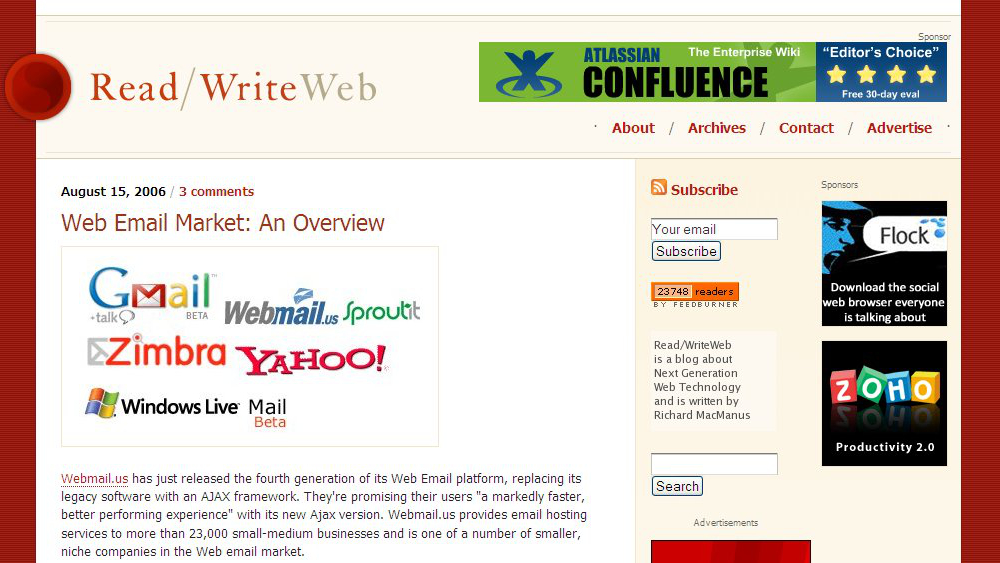 Sponsor
Read/WriteWeb
ATLASSIAN
CONFLUENCE
The Enterprise Wiki
"Editor's Choice"
Free 30-day eval
· About / Archives / Contact / Advertise ·
August 15, 2006 / 3 comments
Web Email Market: An Overview
Gmail™
+talk BETA
Webmail.us
Sproutit
Zimbra
YAHOO!
Windows Live Mail
Beta
Webmail.us has just released the fourth generation of its Web Email platform, replacing its
legacy software with an AJAX framework. They're promising their users "a markedly faster,
better performing experience" with its new Ajax version. Webmail.us provides email hosting
services to more than 23,000 small-medium businesses and is one of a number of smaller,
niche companies in the Web email market.
Subscribe
Your email
Subscribe
23748 readers
BY FEEDBURNER
Read/WriteWeb
is a blog about
Next Generation
Web Technology
and is written by
Richard MacManus
Search
Advertisements
Sponsors
Flock
Download the social
web browser everyone
is talking about
ZOHO
Productivity 2.0